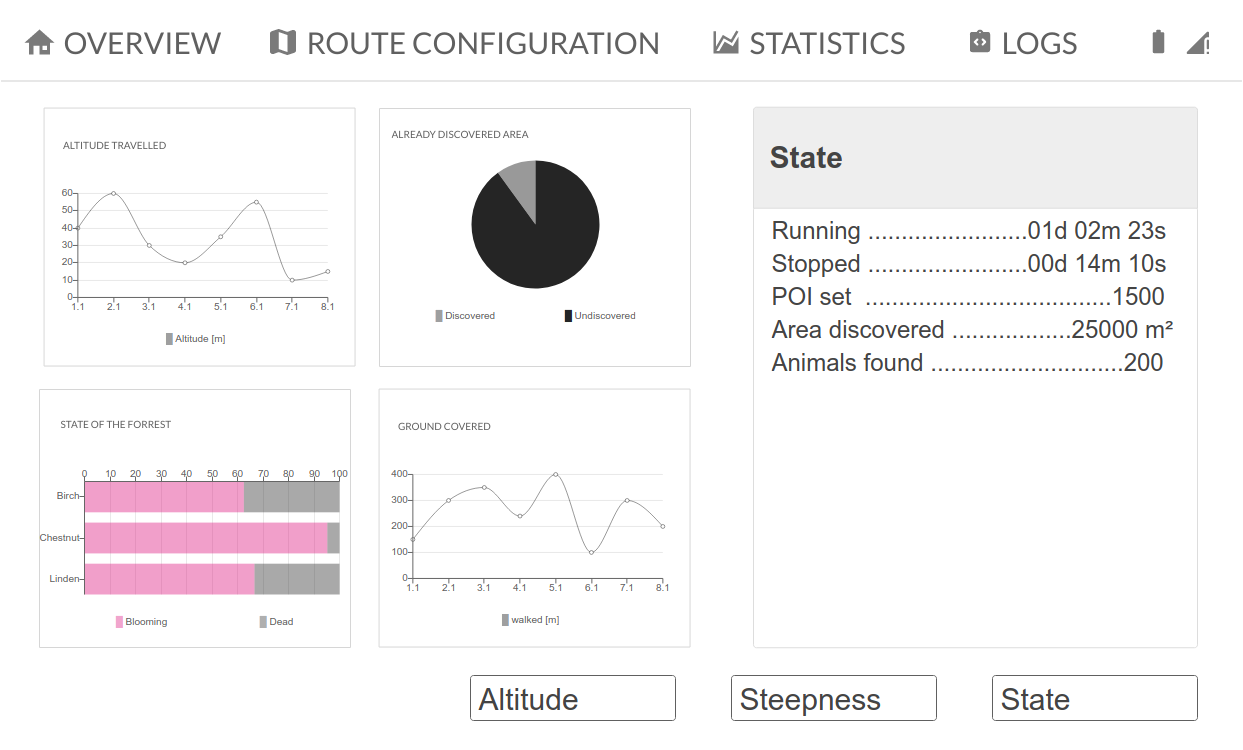 OVERVIEW ROUTE CONFIGURATION STATISTICS LOGS
ALTITUDE TRAVELLED
60
50
40
30
20
10
0
1.1 2.1 3.1 4.1 5.1 6.1 7.1 8.1
Altitude [m]
ALREADY DISCOVERED AREA
Discovered Undiscovered
State
Running ........................01d 02m 23s
Stopped ........................00d 14m 10s
POI set .....................................1500
Area discovered ..................25000 m²
Animals found .............................200
STATE OF THE FORREST
0 10 20 30 40 50 60 70 80 90 100
Birch
Chestnut
Linden
Blooming Dead
GROUND COVERED
400
300
200
100
0
1.1 2.1 3.1 4.1 5.1 6.1 7.1 8.1
walked [m]
Altitude Steepness State